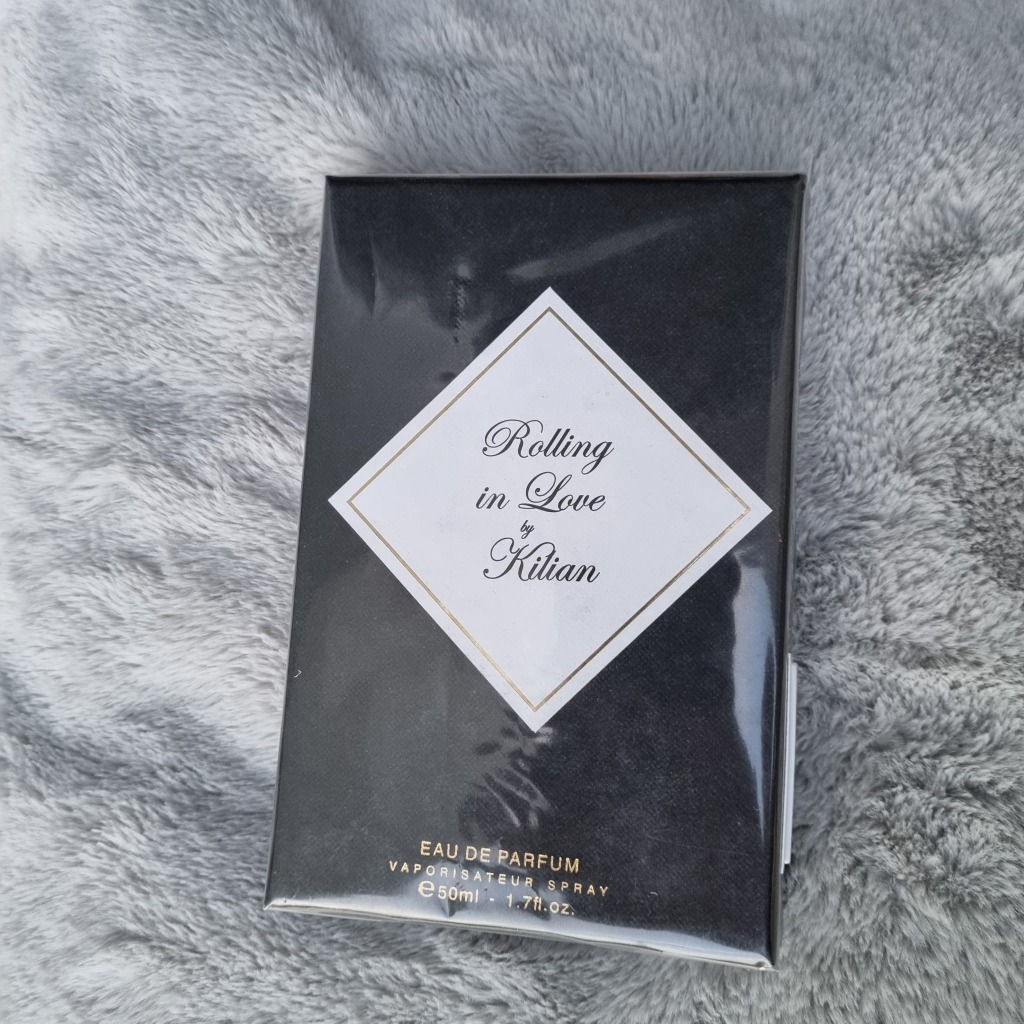 Rolling
in Love
by
Kilian
EAU DE PARFUM
VAPORISATEUR SPRAY
℮50ml - 1.7fl.oz.